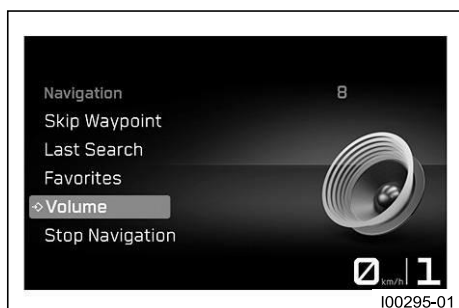 Navigation
8
Skip Waypoint
Last Search
Favorites
Volume
Stop Navigation
0 km/h 1
I00295-01